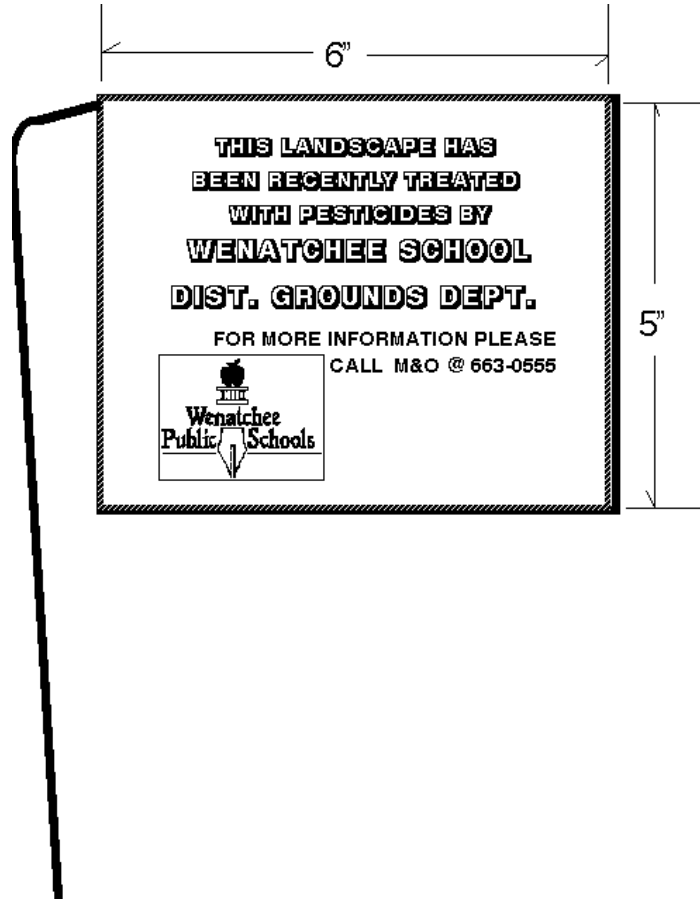 6”
THIS LANDSCAPE HAS
BEEN RECENTLY TREATED
WITH PESTICIDES BY
WENATCHEE SCHOOL
DIST. GROUNDS DEPT.
5”
FOR MORE INFORMATION PLEASE
CALL M&O @ 663-0555
Wenatchee
Public Schools